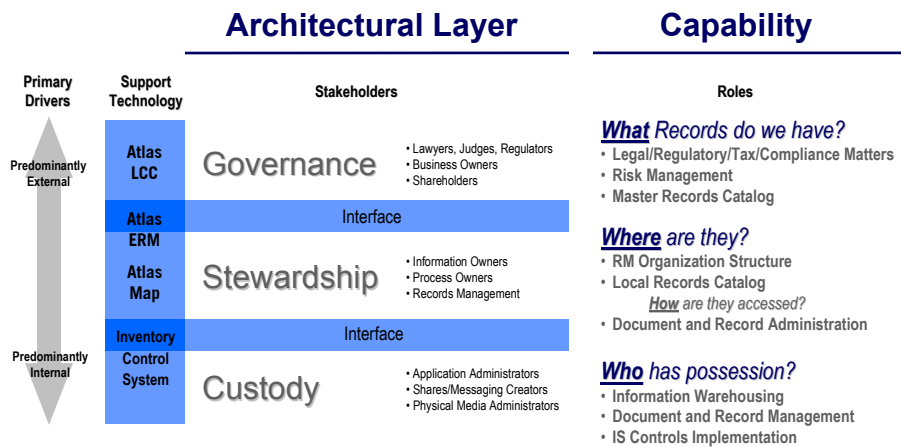 Architectural Layer
Capability
Primary
Drivers
Support
Technology
Stakeholders
Roles
Predominantly
External
Atlas
LCC
Governance
• Lawyers, Judges, Regulators
• Business Owners
• Shareholders
What Records do we have?
• Legal/Regulatory/Tax/Compliance Matters
• Risk Management
• Master Records Catalog
Atlas
ERM
Interface
Atlas
Map
Stewardship
• Information Owners
• Process Owners
• Records Management
Where are they?
• RM Organization Structure
• Local Records Catalog
How are they accessed?
• Document and Record Administration
Inventory
Control
System
Interface
Predominantly
Internal
Custody
• Application Administrators
• Shares/Messaging Creators
• Physical Media Administrators
Who has possession?
• Information Warehousing
• Document and Record Management
• IS Controls Implementation